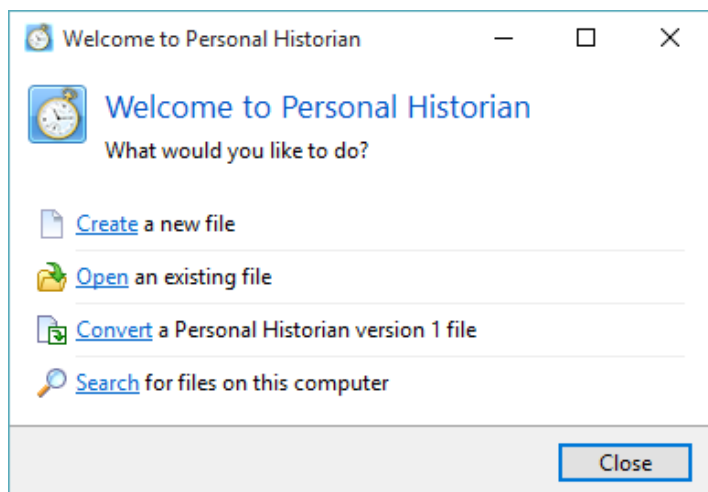 Welcome to Personal Historian
Welcome to Personal Historian
What would you like to do?
Create a new file
Open an existing file
Convert a Personal Historian version 1 file
Search for files on this computer
Close